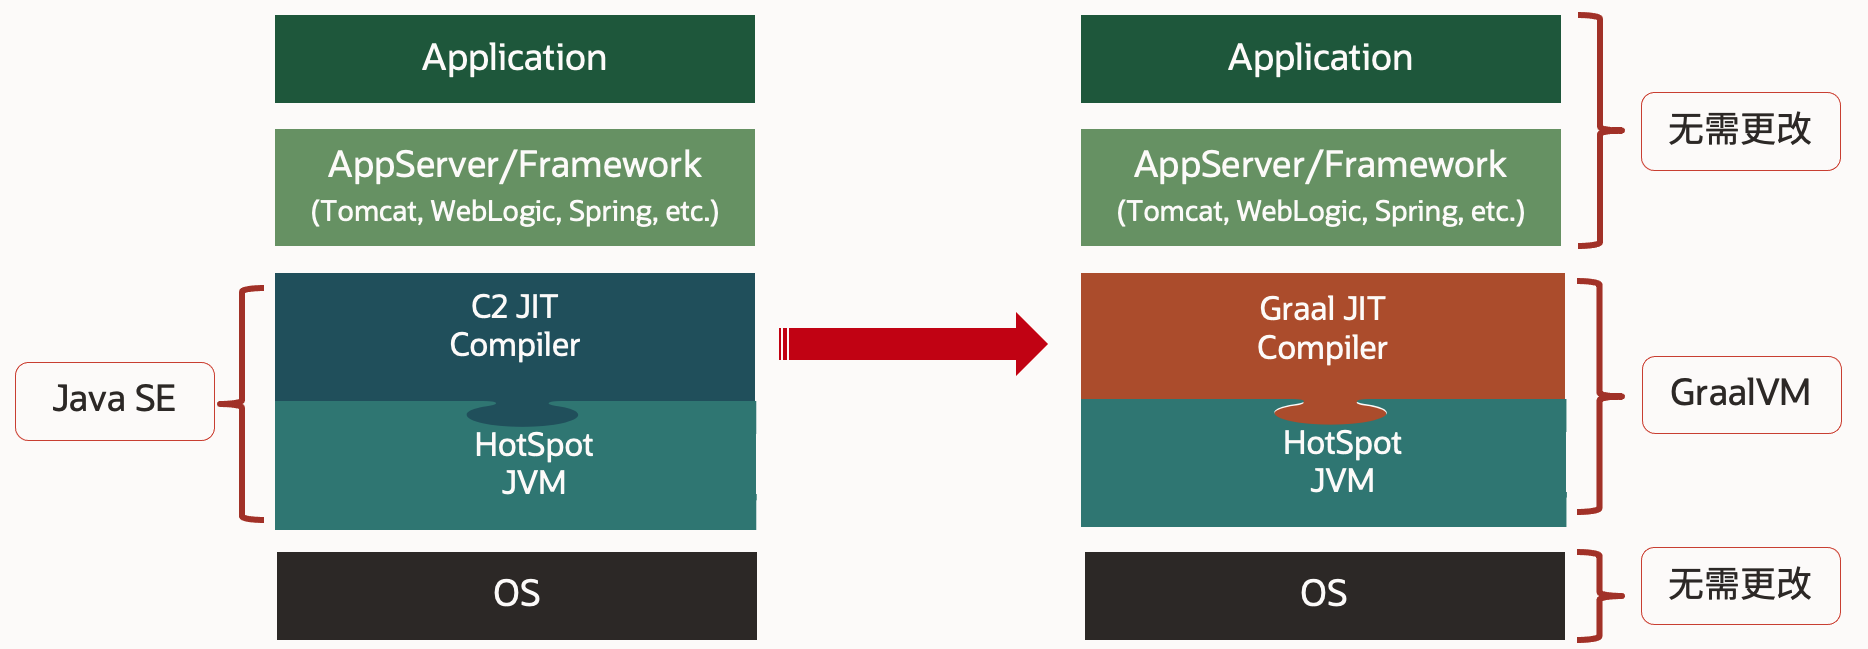 Application
AppServer/Framework
(Tomcat, WebLogic, Spring, etc.)
C2 JIT
Compiler
HotSpot
JVM
Java SE
OS
Application
AppServer/Framework
(Tomcat, WebLogic, Spring, etc.)
无需更改
Graal JIT
Compiler
HotSpot
JVM
GraalVM
OS
无需更改